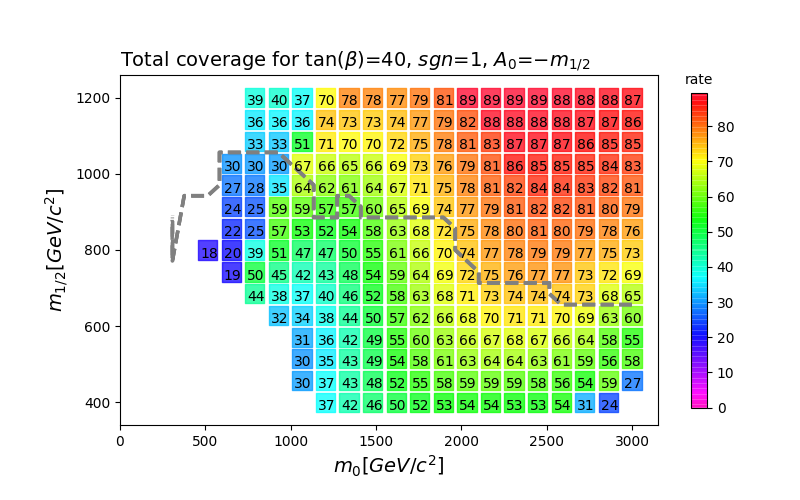 Total coverage for tan(β)=40, sgn=1, A₀=−m₁/₂
rate
1200
1000
800
600
400
m₁/₂[GeV/c²]
39 40 37 70 78 78 77 79 81 89 89 89 89 88 88 88 87
36 36 36 74 73 73 74 77 79 82 88 88 88 88 87 87 86
33 33 51 71 70 70 72 75 78 81 83 87 87 87 86 85 85
30 30 30 67 66 65 66 69 73 76 79 81 86 85 85 85 84 83
27 28 35 64 62 61 64 67 71 75 78 81 82 84 84 83 82 81
24 25 59 59 57 57 60 65 69 74 77 79 81 82 82 81 80 79
22 25 57 53 52 54 58 63 68 72 75 78 80 81 80 79 78 76
18 20 39 51 47 47 50 55 61 66 70 74 77 78 79 79 77 75 73
19 50 45 42 43 48 54 59 64 69 72 75 76 77 77 73 72 69
44 38 37 40 46 52 58 63 68 71 73 74 74 74 73 68 65
32 34 38 44 50 57 62 66 68 70 71 71 70 69 63 60
31 36 42 49 55 60 63 66 67 68 67 66 64 58 55
30 35 43 49 54 58 61 63 64 64 63 61 59 56 58
30 37 43 48 52 55 58 59 59 59 58 56 54 59 27
37 42 46 50 52 53 54 54 53 53 54 31 24
0 500 1000 1500 2000 2500 3000
m₀[GeV/c²]
80
70
60
50
40
30
20
10
0